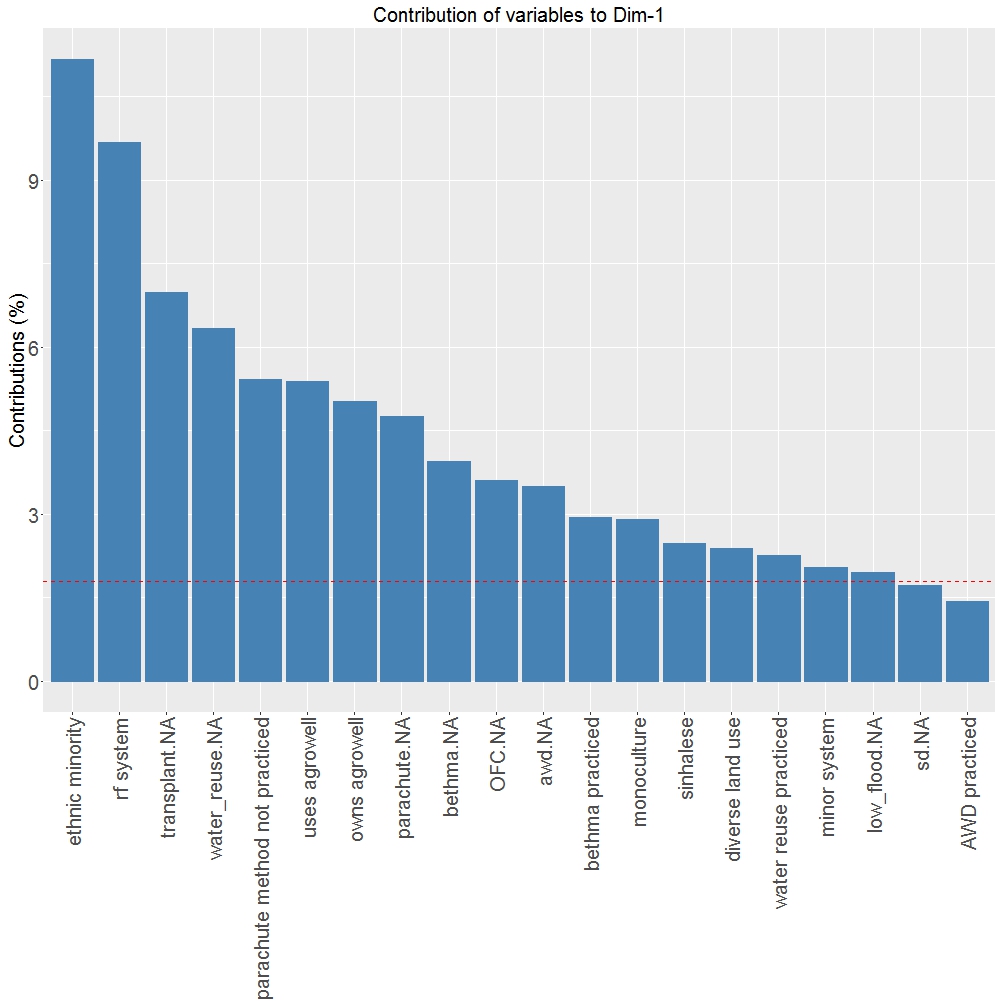 Contribution of variables to Dim-1
Contributions (%)
9
6
3
0
ethnic minority
rf system
transplant.NA
water_reuse.NA
parachute method not practiced
uses agrowell
owns agrowell
parachute.NA
bethma.NA
OFC.NA
awd.NA
bethma practiced
monoculture
sinhalese
diverse land use
water reuse practiced
minor system
low_flood.NA
sd.NA
AWD practiced